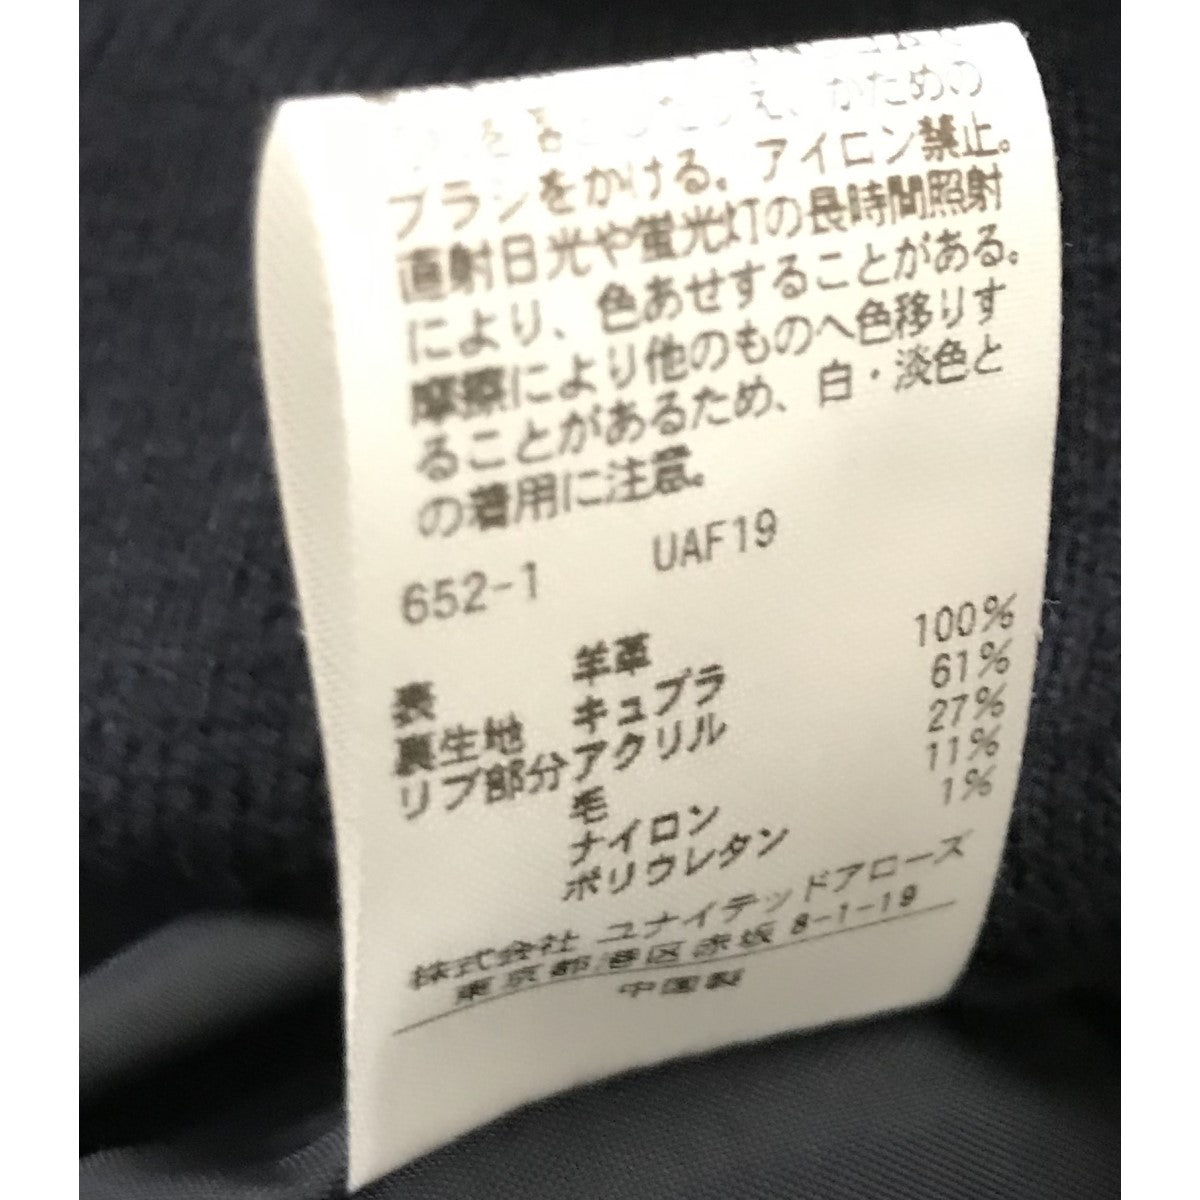 え、かための
ブラシをかける。アイロン禁止。
直射日光や蛍光灯の長時間照射
により、色あせすることがある。
摩擦により他のものへ色移りす
ることがあるため、白・淡色と
の着用に注意。
652-1 UAF19
表 羊革
裏生地 キュプラ 100%
リブ部分 アクリル 61%
毛 27%
ナイロン 11%
ポリウレタン 1%
株式会社 ユナイテッドアローズ
東京都港区赤坂 8-1-19
中国製